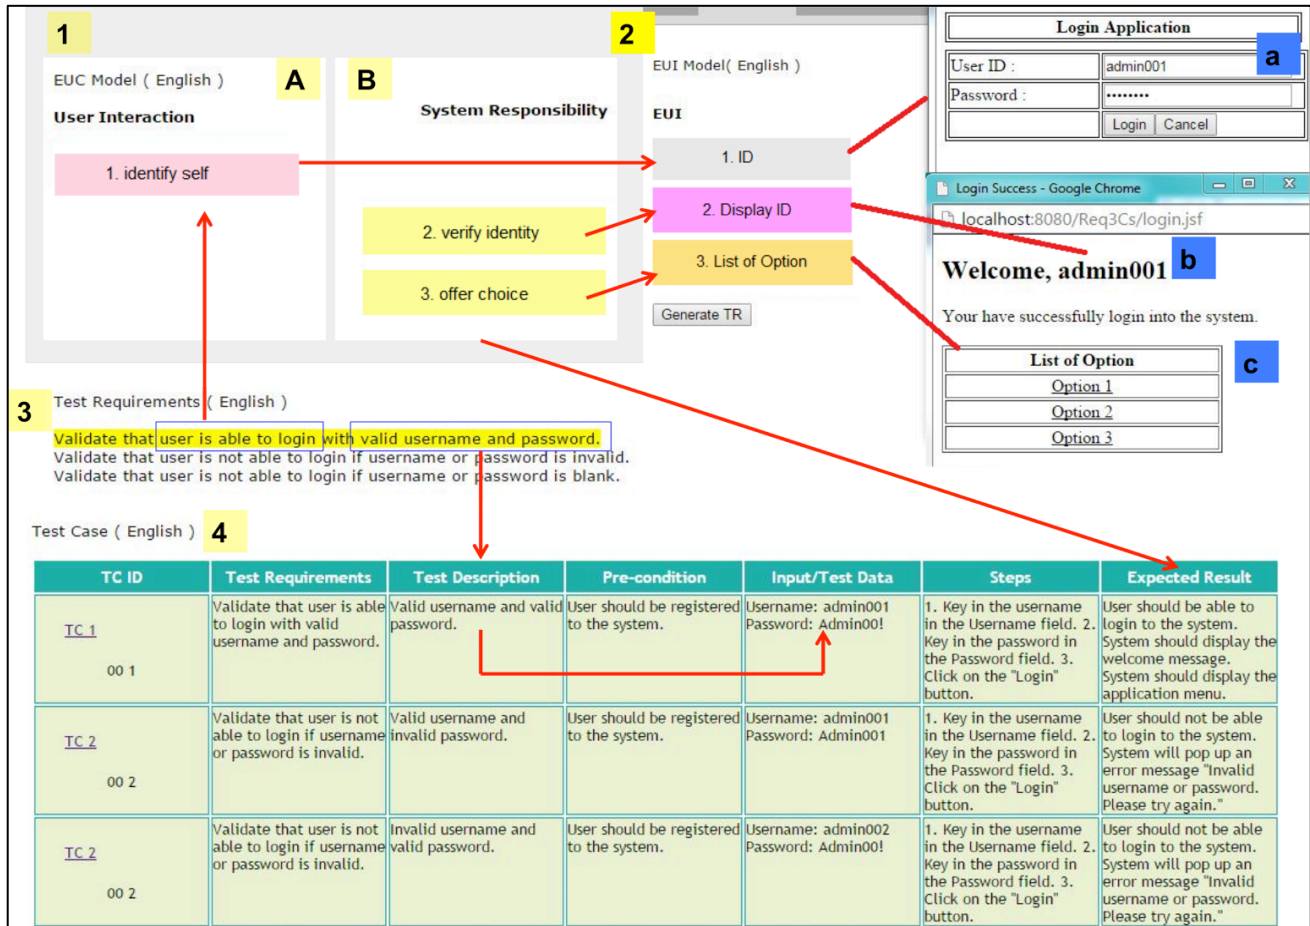 1
EUC Model ( English )
A
User Interaction
1. identify self
B
System Responsibility
2. verify identity
3. offer choice
2
EUI Model( English )
EUI
1. ID
2. Display ID
3. List of Option
Generate TR
Login Application
a
User ID :
admin001
Password :
••••••••
Login
Cancel
Login Success - Google Chrome
localhost:8080/Req3Cs/login.jsf
Welcome, admin001
b
Your have successfully login into the system.
List of Option
c
Option 1
Option 2
Option 3
3
Test Requirements ( English )
Validate that user is able to login with valid username and password.
Validate that user is not able to login if username or password is invalid.
Validate that user is not able to login if username or password is blank.
Test Case ( English )
4
TC ID
Test Requirements
Test Description
Pre-condition
Input/Test Data
Steps
Expected Result
TC 1
00 1
Validate that user is able
to login with valid
username and password.
Valid username and valid
password.
User should be registered
to the system.
Username: admin001
Password: Admin00!
1. Key in the username
in the Username field. 2.
Key in the password in
the Password field. 3.
Click on the "Login"
button.
User should be able to
login to the system.
System should display the
welcome message.
System should display the
application menu.
TC 2
00 2
Validate that user is not
able to login if username
or password is invalid.
Valid username and
invalid password.
User should be registered
to the system.
Username: admin001
Password: Admin001
1. Key in the username
in the Username field. 2.
Key in the password in
the Password field. 3.
Click on the "Login"
button.
User should not be able
to login to the system.
System will pop up an
error message "Invalid
username or password.
Please try again."
TC 2
00 2
Validate that user is not
able to login if username
or password is invalid.
Invalid username and
valid password.
User should be registered
to the system.
Username: admin002
Password: Admin00!
1. Key in the username
in the Username field. 2.
Key in the password in
the Password field. 3.
Click on the "Login"
button.
User should not be able
to login to the system.
System will pop up an
error message "Invalid
username or password.
Please try again."